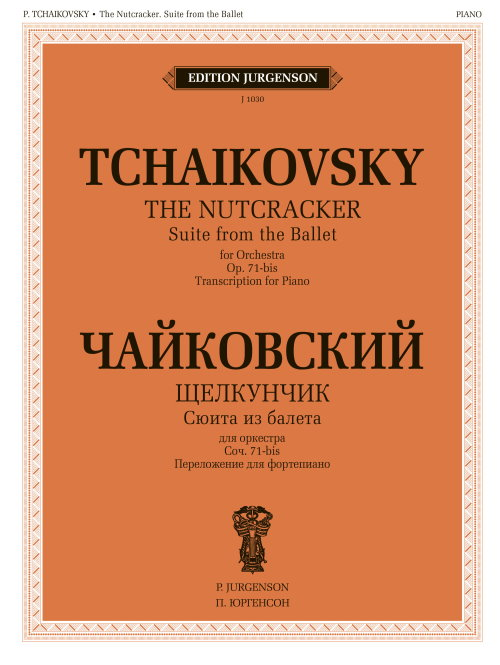 P. TCHAIKOVSKY • The Nutcracker. Suite from the Ballet PIANO
EDITION JURGENSON
J 1030
TCHAIKOVSKY
THE NUTCRACKER
Suite from the Ballet
for Orchestra
Op. 71-bis
Transcription for Piano
ЧАЙКОВСКИЙ
ЩЕЛКУНЧИК
Сюита из балета
для оркестра
Соч. 71-bis
Переложение для фортепиано
P. JURGENSON
П. ЮРГЕНСОН